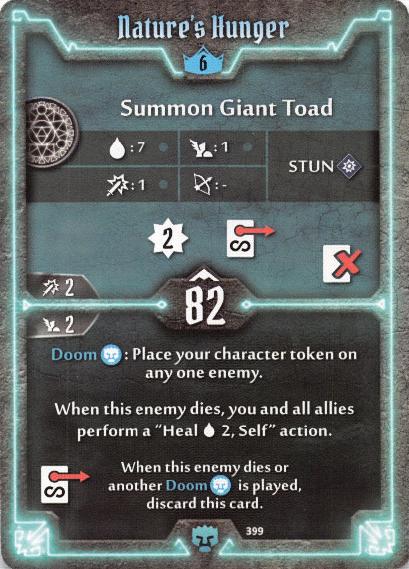 Nature's Hunger
6
Summon Giant Toad
:7 :1
STUN
:1 :-
2 S
2
82
2
Doom : Place your character token on
any one enemy.
When this enemy dies, you and all allies
perform a "Heal 2, Self" action.
S
When this enemy dies or
another Doom is played,
discard this card.
399